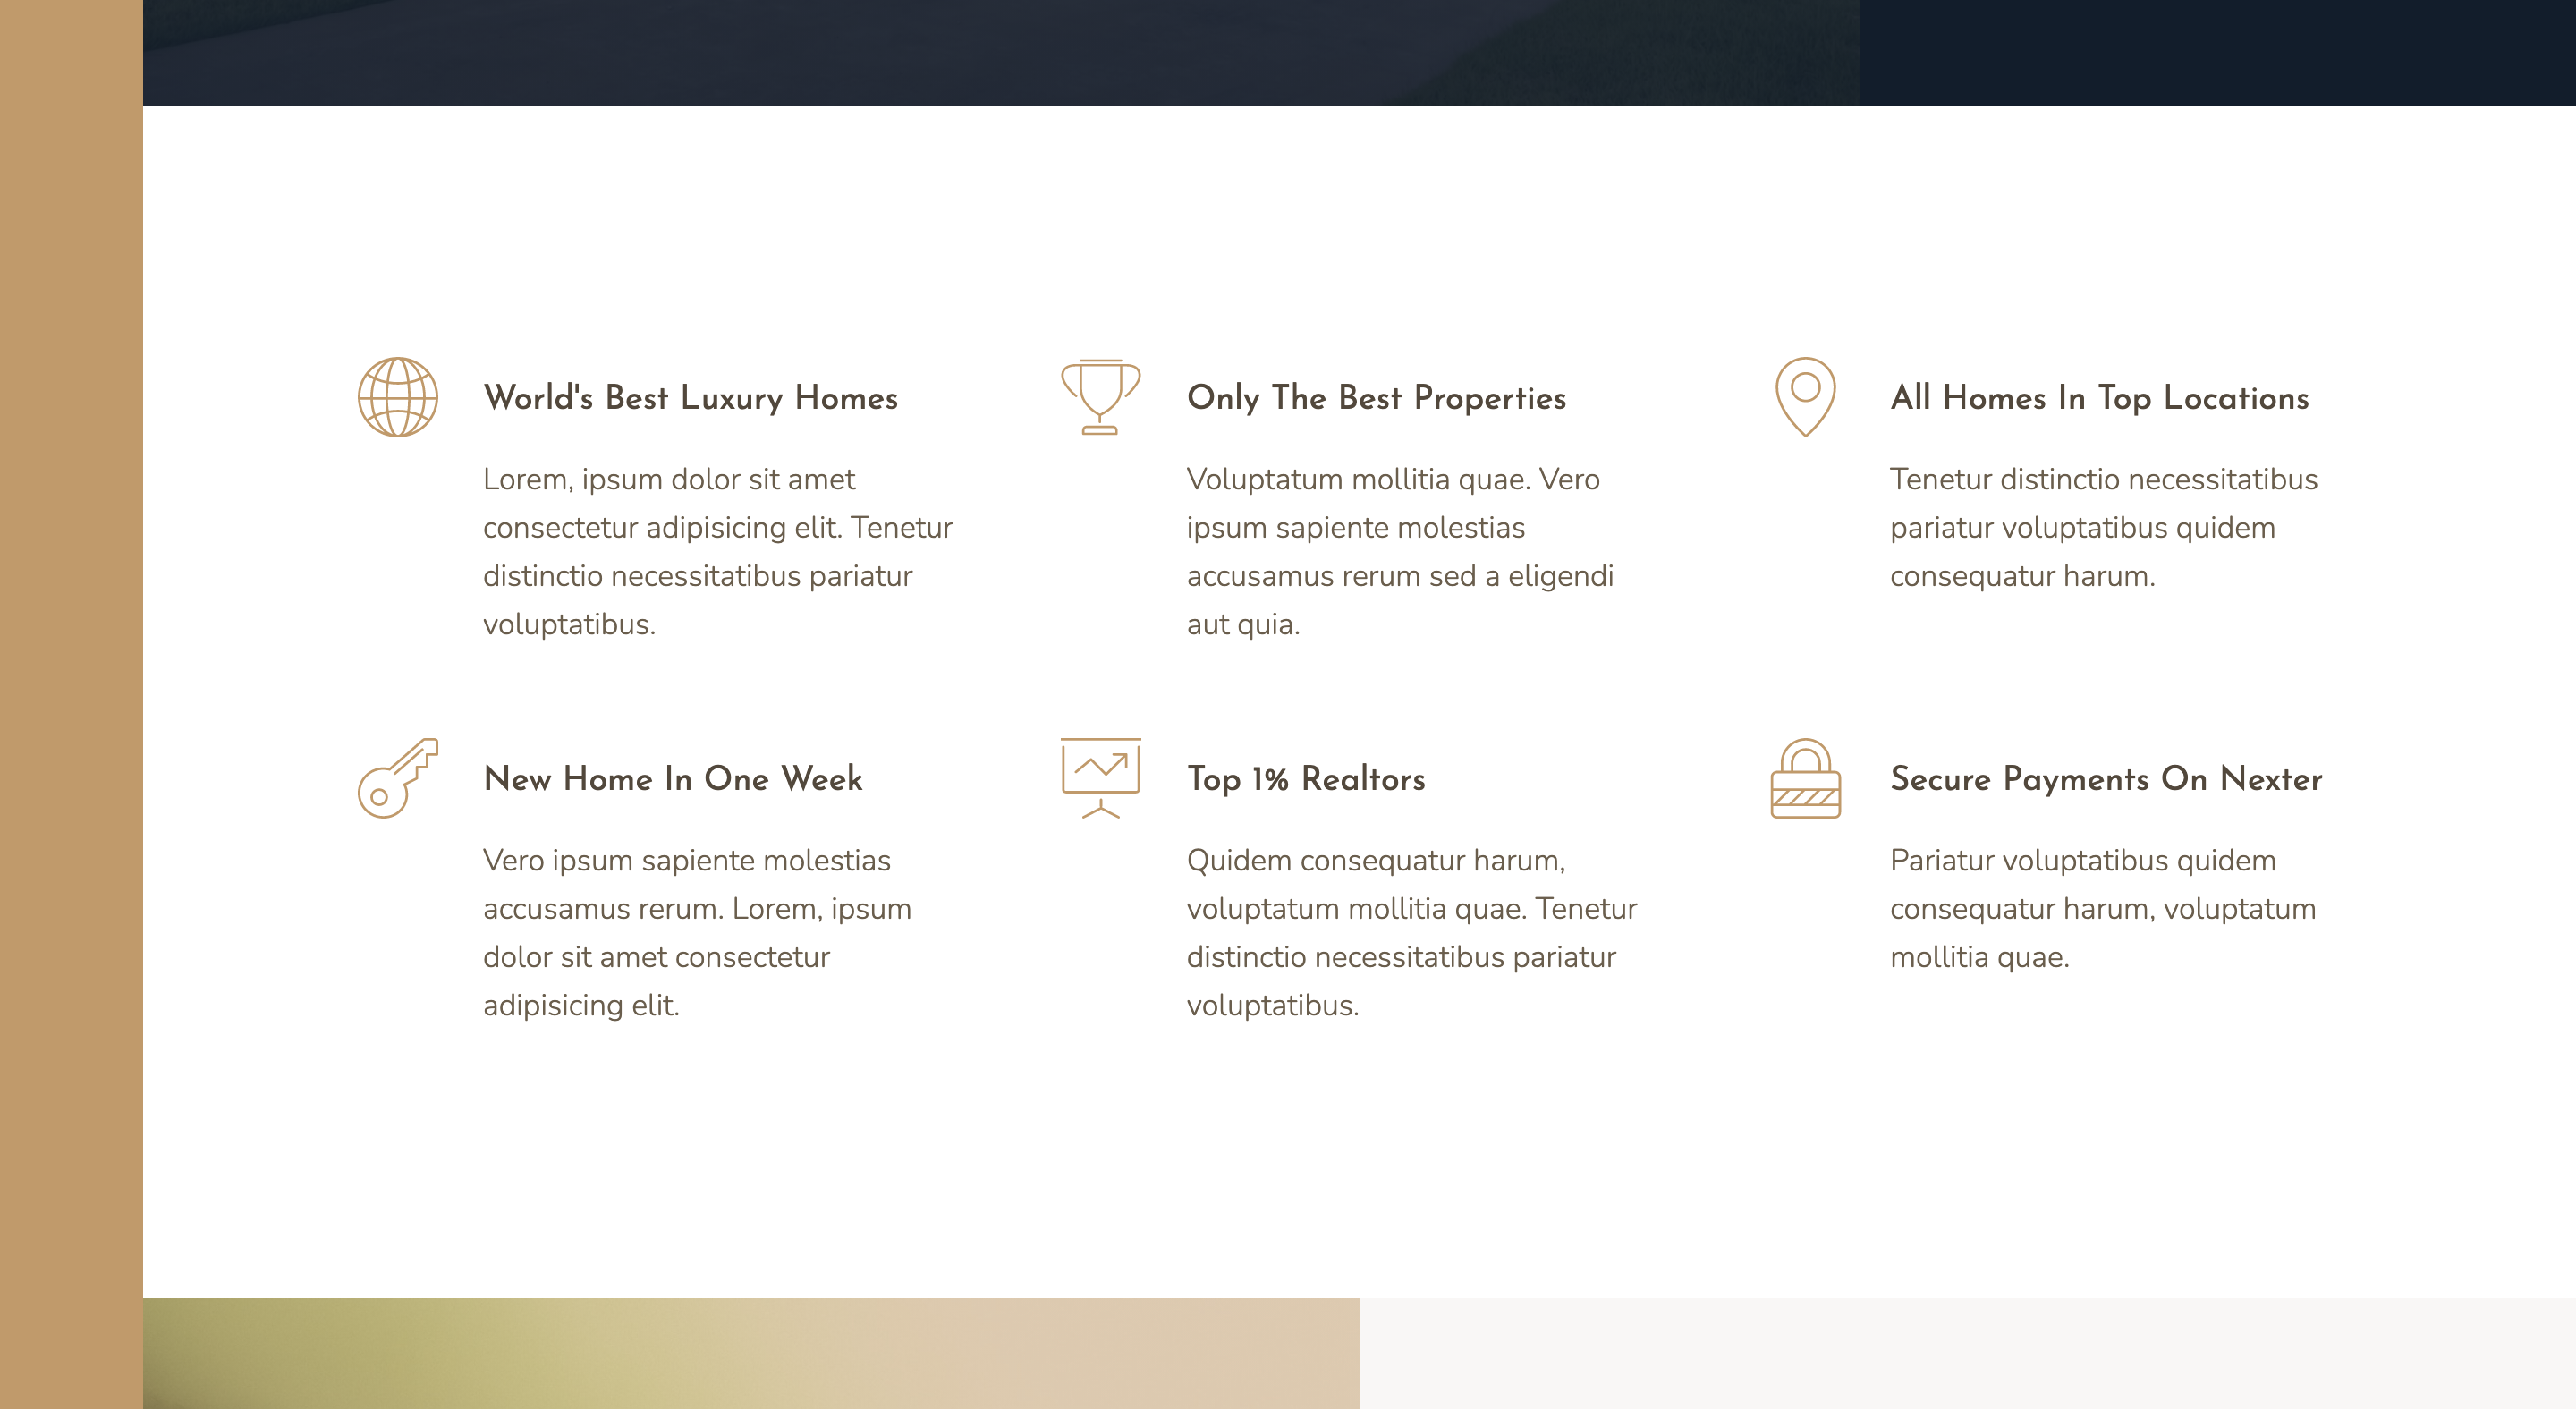 World's Best Luxury Homes
Lorem, ipsum dolor sit amet
consectetur adipisicing elit. Tenetur
distinctio necessitatibus pariatur
voluptatibus.
Only The Best Properties
Voluptatum mollitia quae. Vero
ipsum sapiente molestias
accusamus rerum sed a eligendi
aut quia.
All Homes In Top Locations
Tenetur distinctio necessitatibus
pariatur voluptatibus quidem
consequatur harum.
New Home In One Week
Vero ipsum sapiente molestias
accusamus rerum. Lorem, ipsum
dolor sit amet consectetur
adipisicing elit.
Top 1% Realtors
Quidem consequatur harum,
voluptatum mollitia quae. Tenetur
distinctio necessitatibus pariatur
voluptatibus.
Secure Payments On Nexter
Pariatur voluptatibus quidem
consequatur harum, voluptatum
mollitia quae.